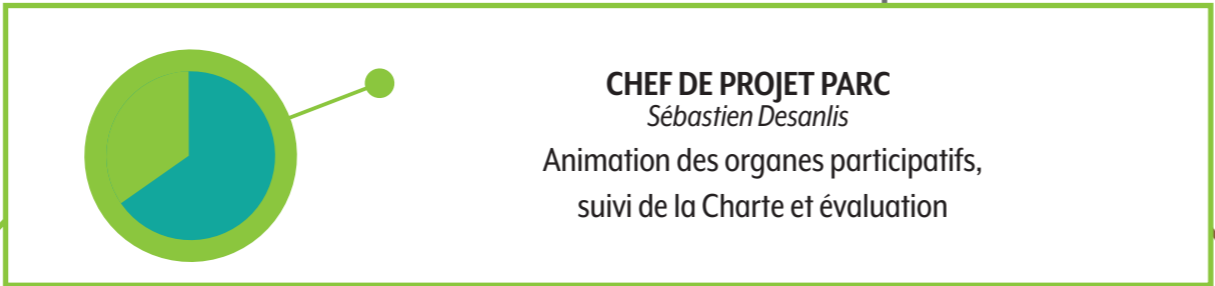 CHEF DE PROJET PARC
Sébastien Desanlis
Animation des organes participatifs,
suivi de la Charte et évaluation